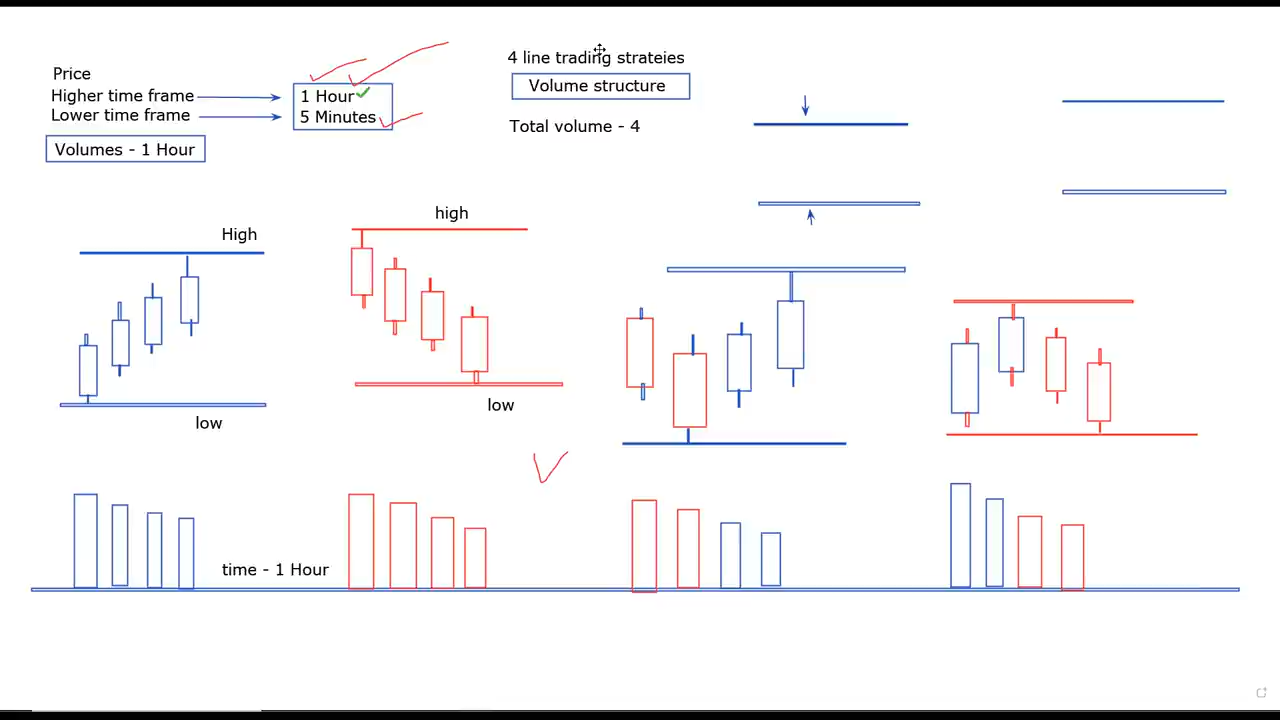 Price
Higher time frame
Lower time frame
1 Hour
5 Minutes
Volumes - 1 Hour
4 line trading strateies
Volume structure
Total volume - 4
High
low
high
low
time - 1 Hour